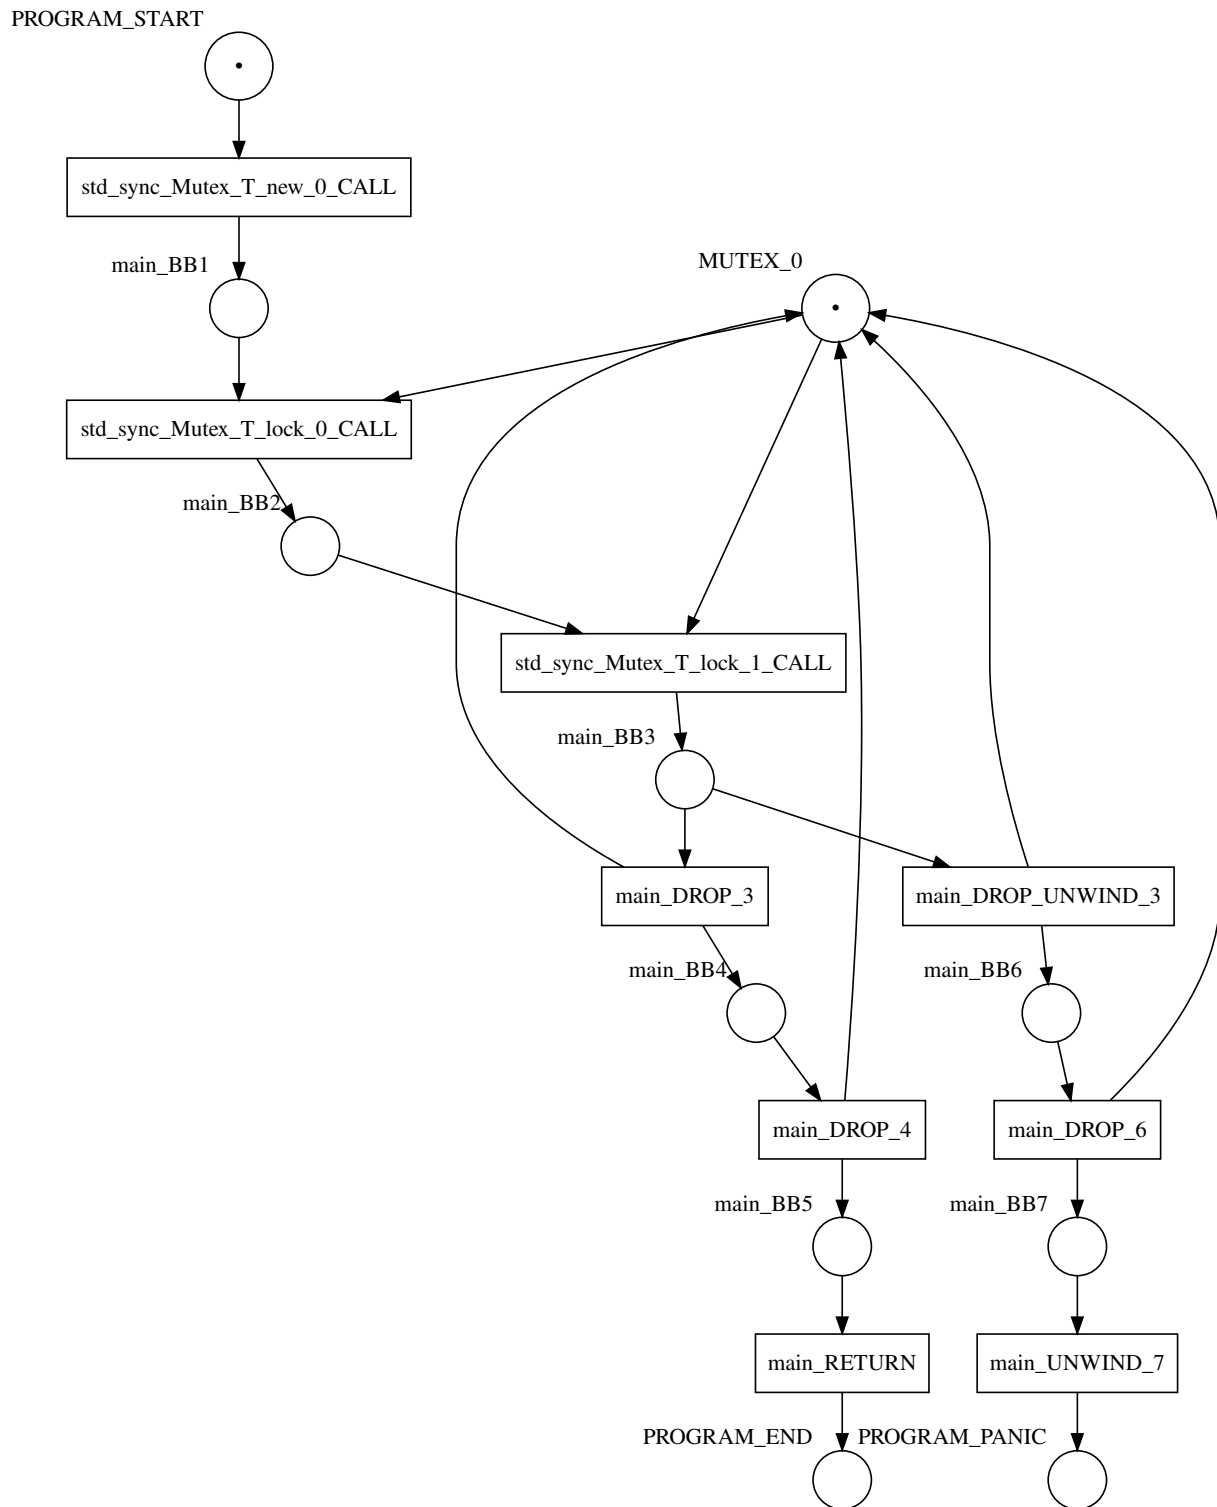 PROGRAM_START
std_sync_Mutex_T_new_0_CALL
main_BB1
MUTEX_0
std_sync_Mutex_T_lock_0_CALL
main_BB2
std_sync_Mutex_T_lock_1_CALL
main_BB3
main_DROP_3
main_DROP_UNWIND_3
main_BB4
main_BB6
main_DROP_4
main_DROP_6
main_BB5
main_BB7
main_RETURN
main_UNWIND_7
PROGRAM_END
PROGRAM_PANIC